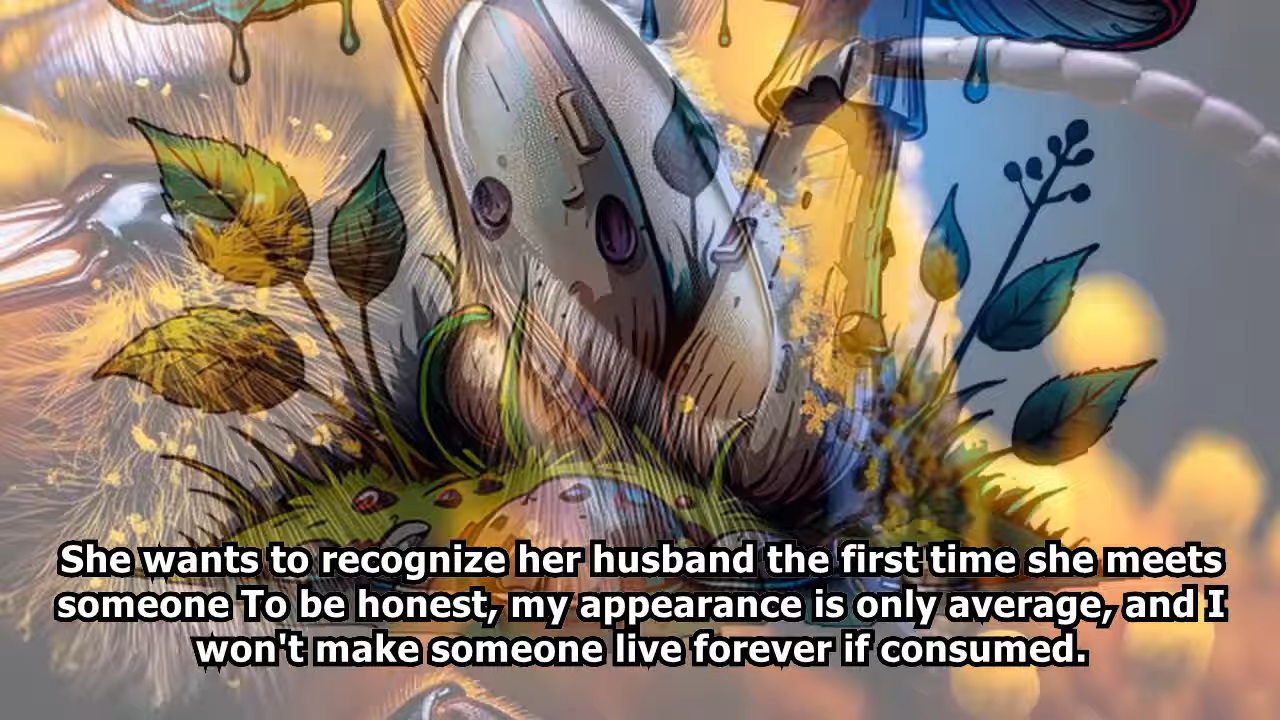 She wants to recognize her husband the first time she meets
someone To be honest, my appearance is only average, and I
won't make someone live forever if consumed.